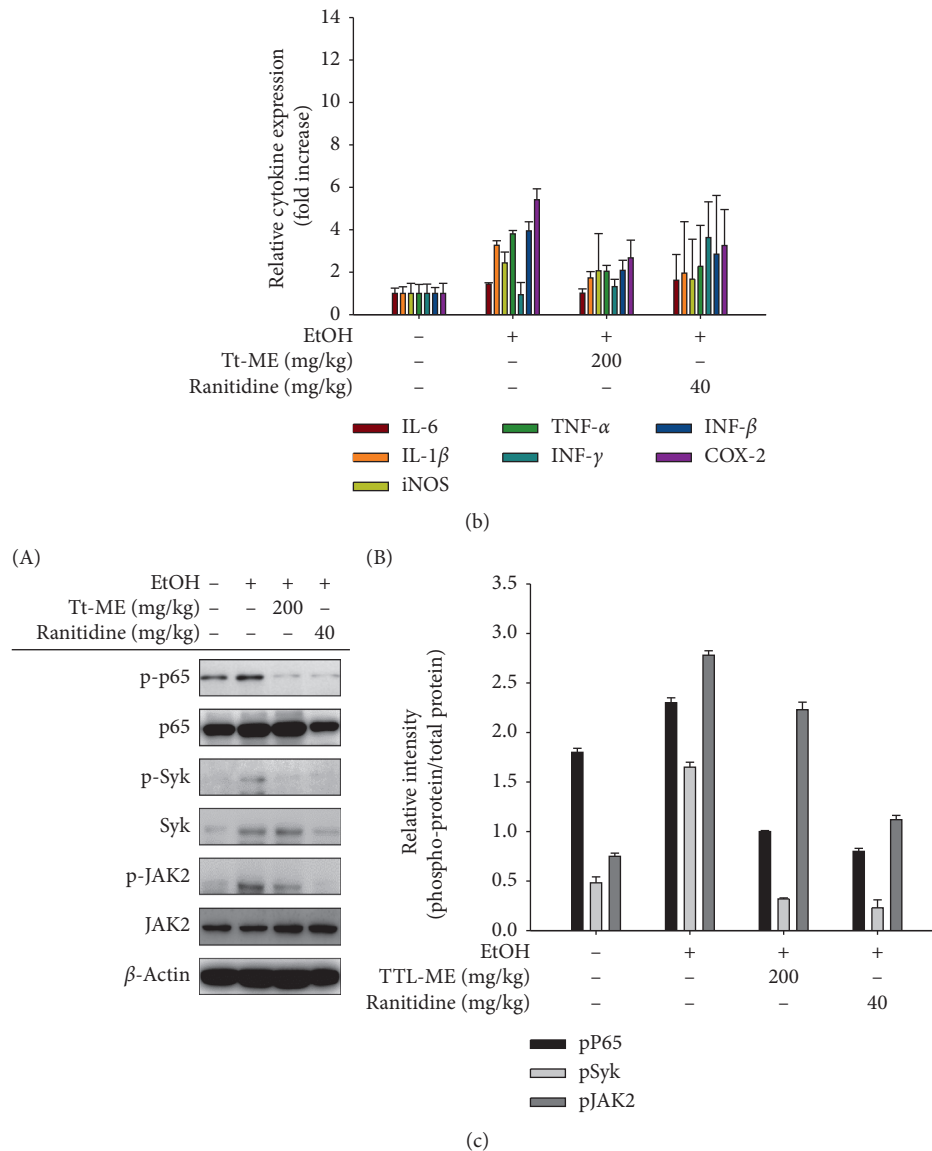 14
12
10
8
6
4
2
0
Relative cytokine expression
(fold increase)
EtOH – + + +
Tt-ME (mg/kg) – – 200 –
Ranitidine (mg/kg) – – – 40
IL-6 TNF-α INF-β
IL-1β INF-γ COX-2
iNOS
(b)
(A)
EtOH – + + +
Tt-ME (mg/kg) – – 200 –
Ranitidine (mg/kg) – – – 40
p-p65
p65
p-Syk
Syk
p-JAK2
JAK2
β-Actin
(B)
3.5
3.0
2.5
2.0
1.5
1.0
0.5
0.0
Relative intensity
(phospho-protein/total protein)
EtOH – + + +
TTL-ME (mg/kg) – – 200 –
Ranitidine (mg/kg) – – – 40
pP65
pSyk
pJAK2
(c)